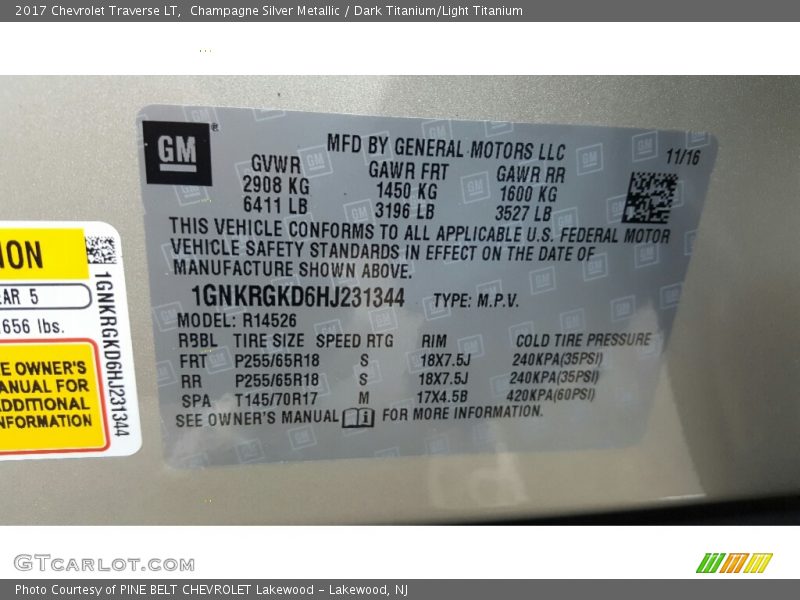 2017 Chevrolet Traverse LT,  Champagne Silver Metallic / Dark Titanium/Light Titanium
GM®
MFD BY GENERAL MOTORS LLC
11/16
GVWR GAWR FRT GAWR RR
2908 KG 1450 KG 1600 KG
6411 LB 3196 LB 3527 LB
THIS VEHICLE CONFORMS TO ALL APPLICABLE U.S. FEDERAL MOTOR
VEHICLE SAFETY STANDARDS IN EFFECT ON THE DATE OF
MANUFACTURE SHOWN ABOVE.
1GNKRGKD6HJ231344 TYPE: M.P.V.
MODEL: R14526
RBBL TIRE SIZE SPEED RTG RIM COLD TIRE PRESSURE
FRT P255/65R18 S 18X7.5J 240KPA(35PSI)
RR P255/65R18 S 18X7.5J 240KPA(35PSI)
SPA T145/70R17 M 17X4.5B 420KPA(60PSI)
SEE OWNER'S MANUAL FOR MORE INFORMATION.
ION
AR 5
656 lbs.
E OWNER'S
ANUAL FOR
DDITIONAL
NFORMATION
1GNKRGKD6HJ231344
GTCARLOT.COM
Photo Courtesy of PINE BELT CHEVROLET Lakewood - Lakewood, NJ